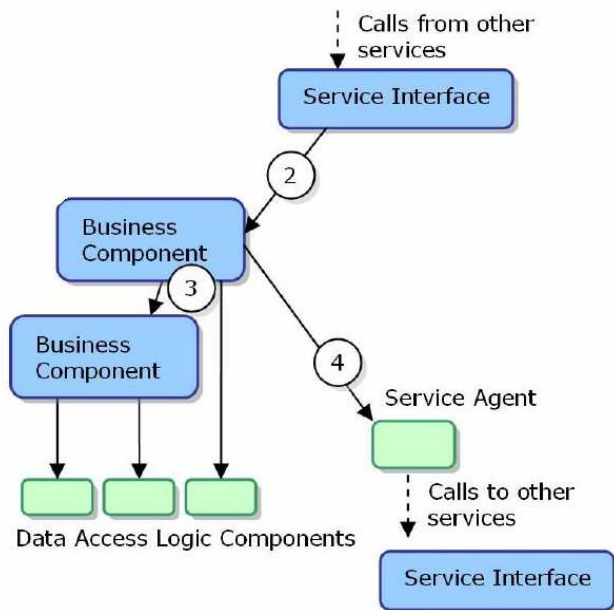 Calls from other
services
Service Interface
2
Business
Component
3
Business
Component
4
Service Agent
Data Access Logic Components
Calls to other
services
Service Interface